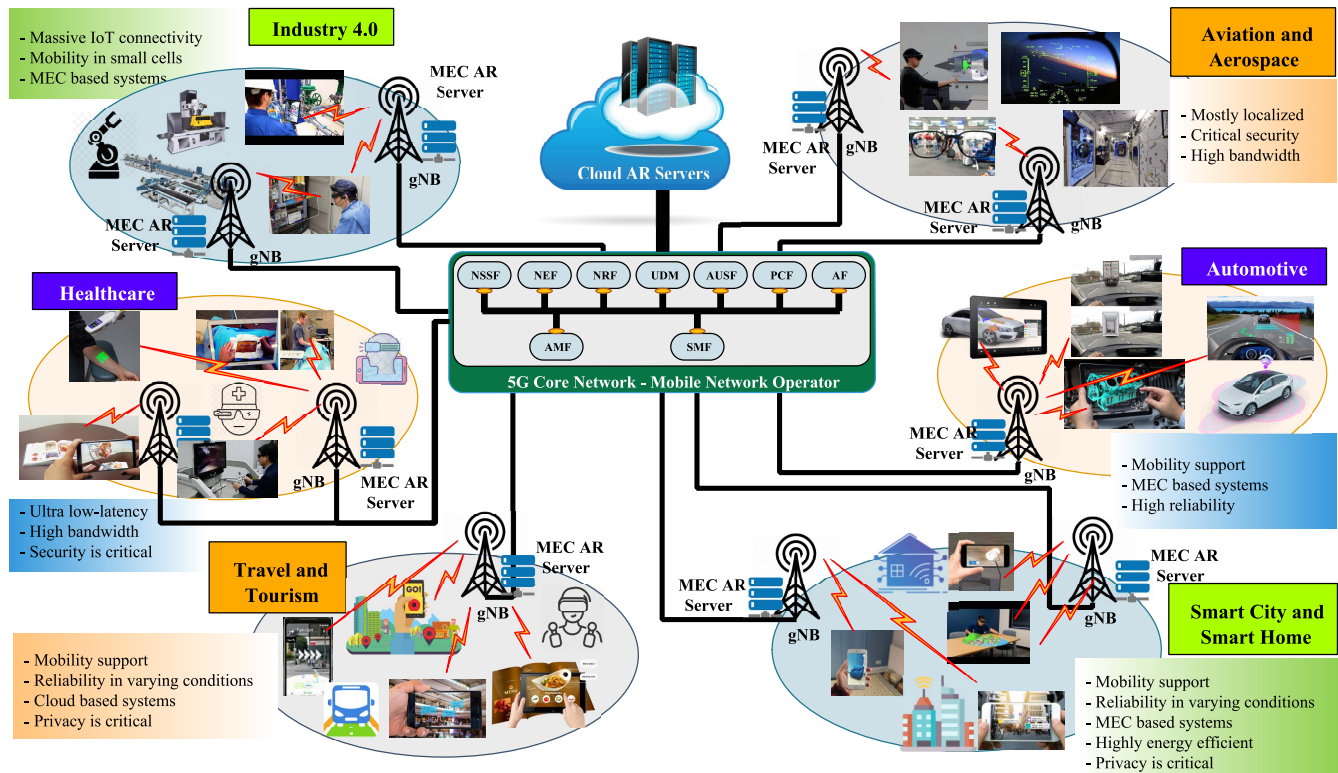 Industry 4.0
- Massive IoT connectivity
- Mobility in small cells
- MEC based systems
MEC AR
Server
gNB
MEC AR
Server
gNB
Cloud AR Servers
Aviation and
Aerospace
- Mostly localized
- Critical security
- High bandwidth
MEC AR
Server
gNB
MEC AR
Server
gNB
NSSF
NEF
NRF
UDM
AUSF
PCF
AF
AMF
SMF
5G Core Network - Mobile Network Operator
Healthcare
gNB
gNB
MEC AR
Server
- Ultra low-latency
- High bandwidth
- Security is critical
Automotive
MEC AR
Server
gNB
- Mobility support
- MEC based systems
- High reliability
Travel and
Tourism
GO!
MENU
MEC AR
Server
gNB
- Mobility support
- Reliability in varying conditions
- Cloud based systems
- Privacy is critical
MEC AR
Server
gNB
MEC AR
Server
gNB
Smart City and
Smart Home
- Mobility support
- Reliability in varying conditions
- MEC based systems
- Highly energy efficient
- Privacy is critical